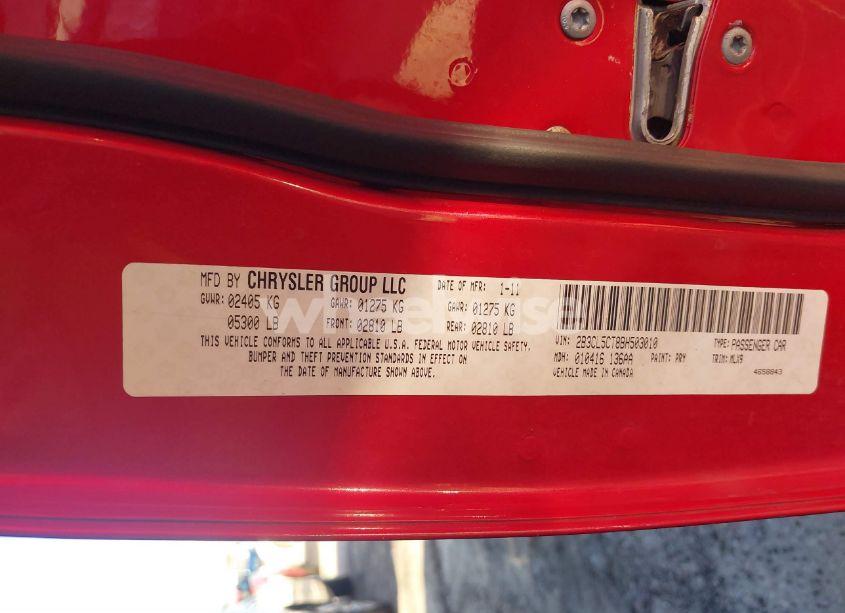 MFD BY CHRYSLER GROUP LLC DATE OF MFR: 1-11
GVWR: 02405 KG GAWR: 01275 KG GAWR: 01275 KG
05300 LB FRONT: 02810 LB REAR: 02810 LB
THIS VEHICLE CONFORMS TO ALL APPLICABLE U.S.A. FEDERAL MOTOR VEHICLE SAFETY,
BUMPER AND THEFT PREVENTION STANDARDS IN EFFECT ON
THE DATE OF MANUFACTURE SHOWN ABOVE.
VIN: 2B3CL5CT8BH503010 TYPE: PASSENGER CAR
MDH: 010416 136AA PAINT: PRY TRIM: MLX9
VEHICLE MADE IN CANADA 4658843